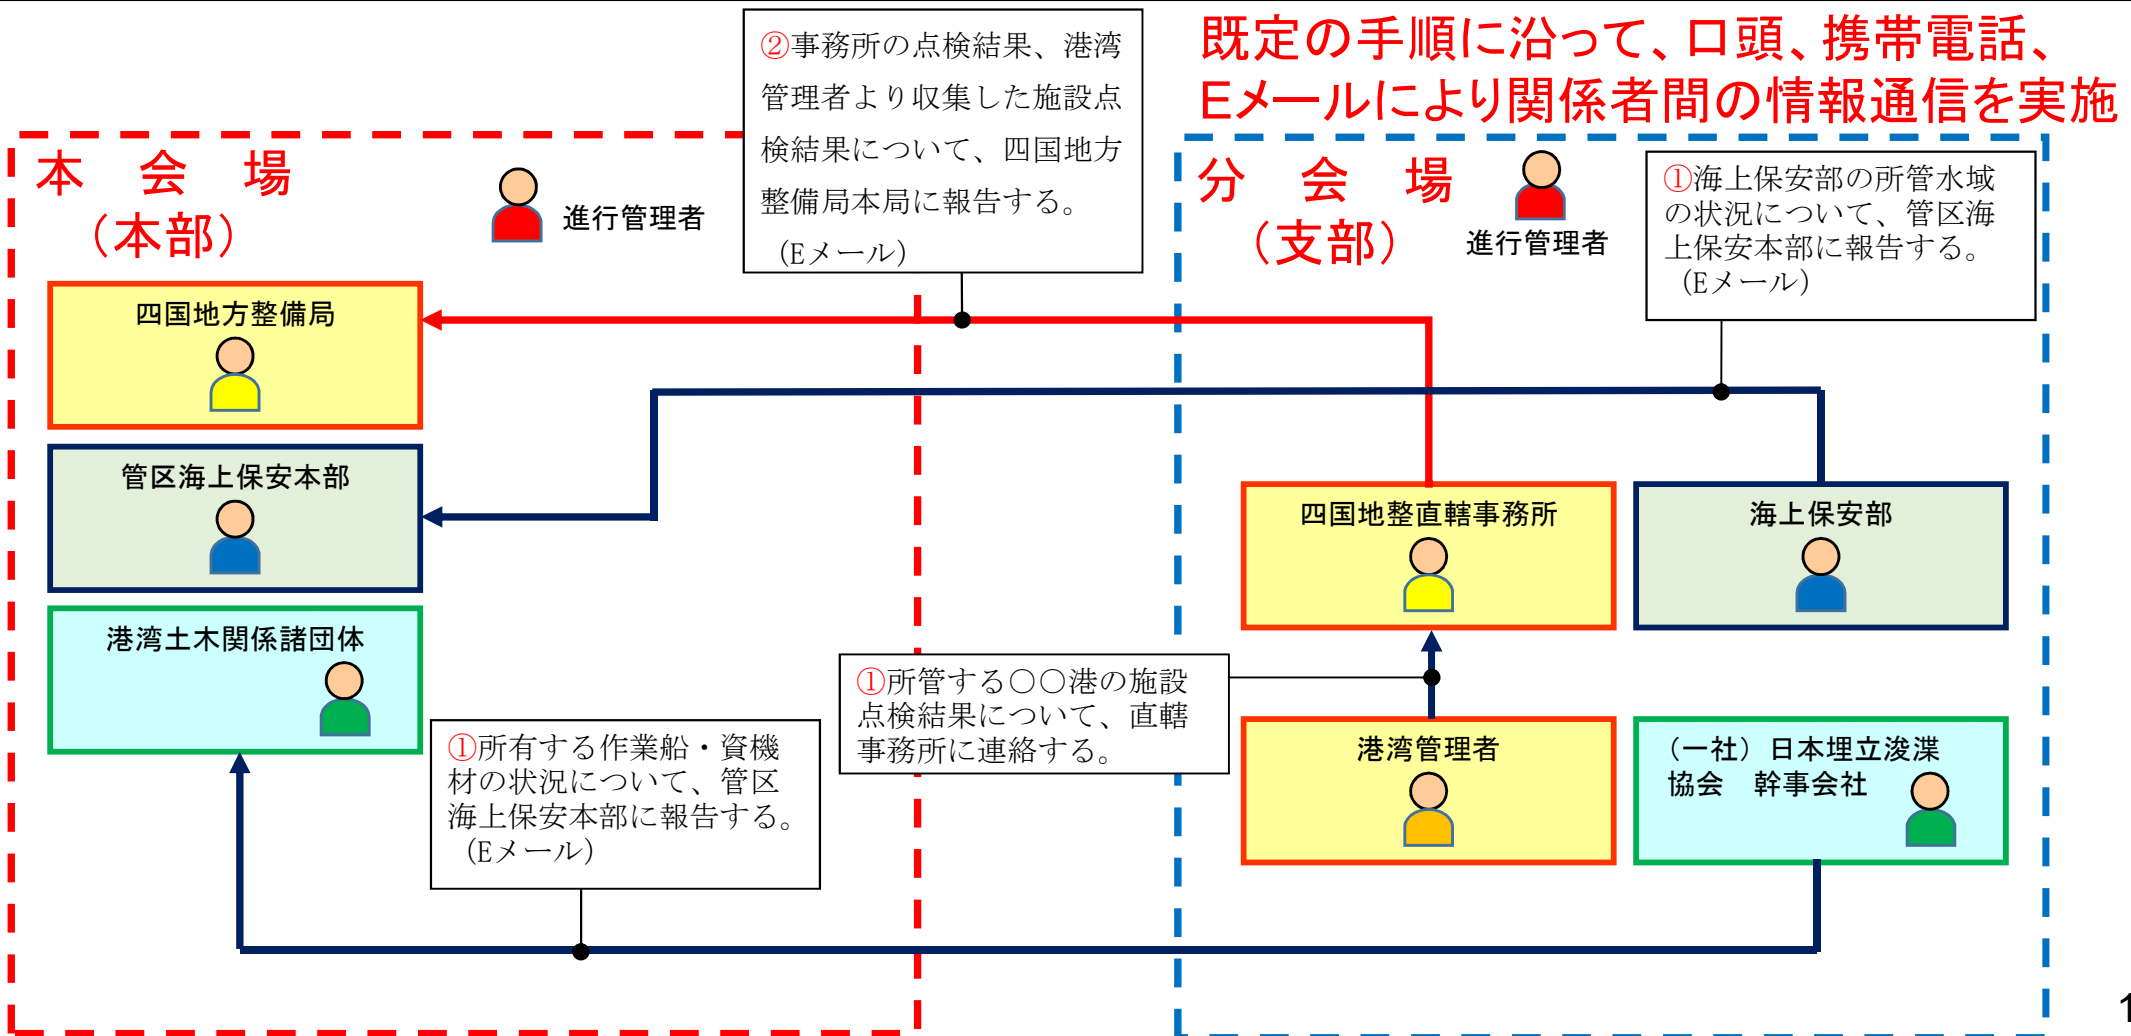 既定の手順に沿って、口頭、携帯電話、
Eメールにより関係者間の情報通信を実施
②事務所の点検結果、港湾
管理者より収集した施設点
検結果について、四国地方
整備局本局に報告する。
（Eメール）
本　会　場
（本部）
進行管理者
分　会　場
（支部）
進行管理者
①海上保安部の所管水域
の状況について、管区海
上保安本部に報告する。
（Eメール）
四国地方整備局
管区海上保安本部
港湾土木関係諸団体
四国地整直轄事務所
海上保安部
①所管する〇〇港の施設
点検結果について、直轄
事務所に連絡する。
①所有する作業船・資機
材の状況について、管区
海上保安本部に報告する。
（Eメール）
港湾管理者
（一社）日本埋立浚渫
協会　幹事会社
1